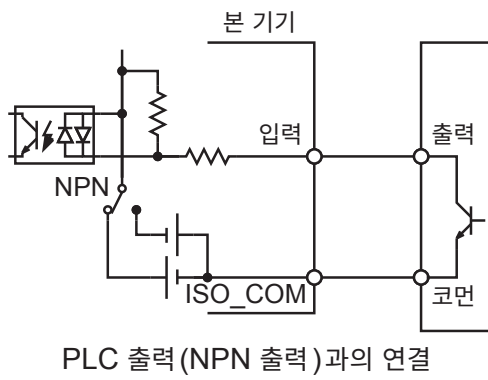 본 기기
입력
출력
NPN
ISO_COM
코먼
PLC 출력(NPN 출력)과의 연결